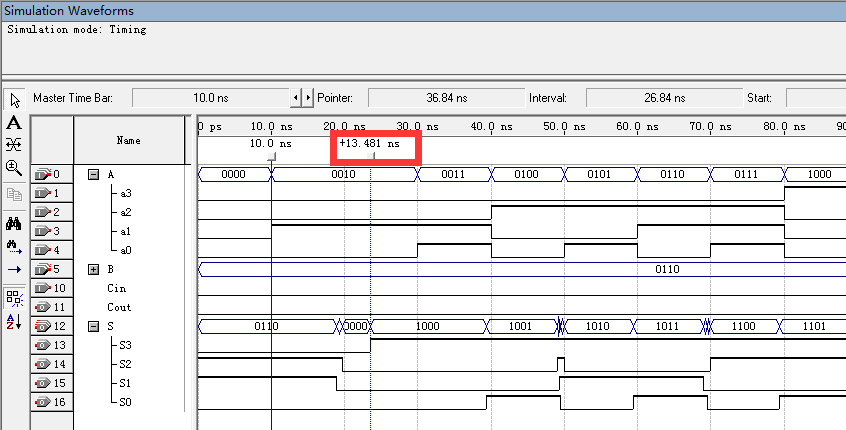 Simulation Waveforms
Simulation mode: Timing
Master Time Bar: 10.0 ns Pointer: 36.84 ns Interval: 26.84 ns Start:
Name
0 ps 10.0 ns 20.0 ns 30.0 ns 40.0 ns 50.0 ns 60.0 ns 70.0 ns 80.0 ns 90
10.0 ns +13.481 ns
0 A 0000 0010 0011 0100 0101 0110 0111 1000
1 a3
2 a2
3 a1
4 a0
5 B 0110
10 Cin
11 Cout
12 S 0110 0000 1000 1001 1010 1011 1100 1101
13 S3
14 S2
15 S1
16 S0